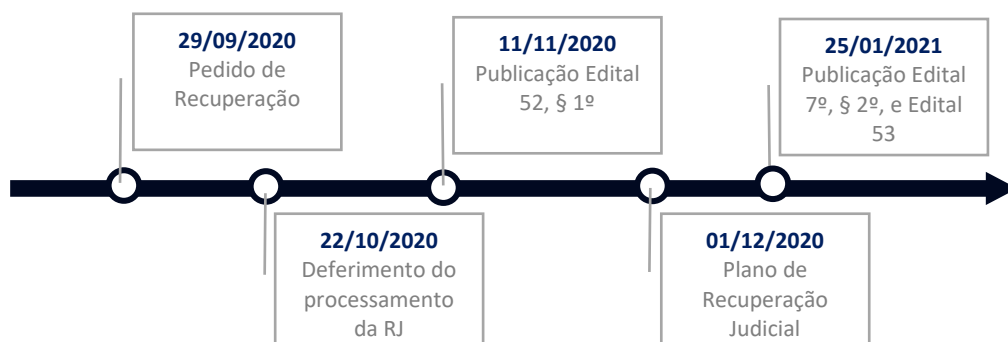 29/09/2020
Pedido de
Recuperação
22/10/2020
Deferimento do
processamento
da RJ
11/11/2020
Publicação Edital
52, § 1º
01/12/2020
Plano de
Recuperação
Judicial
25/01/2021
Publicação Edital
7º, § 2º, e Edital
53